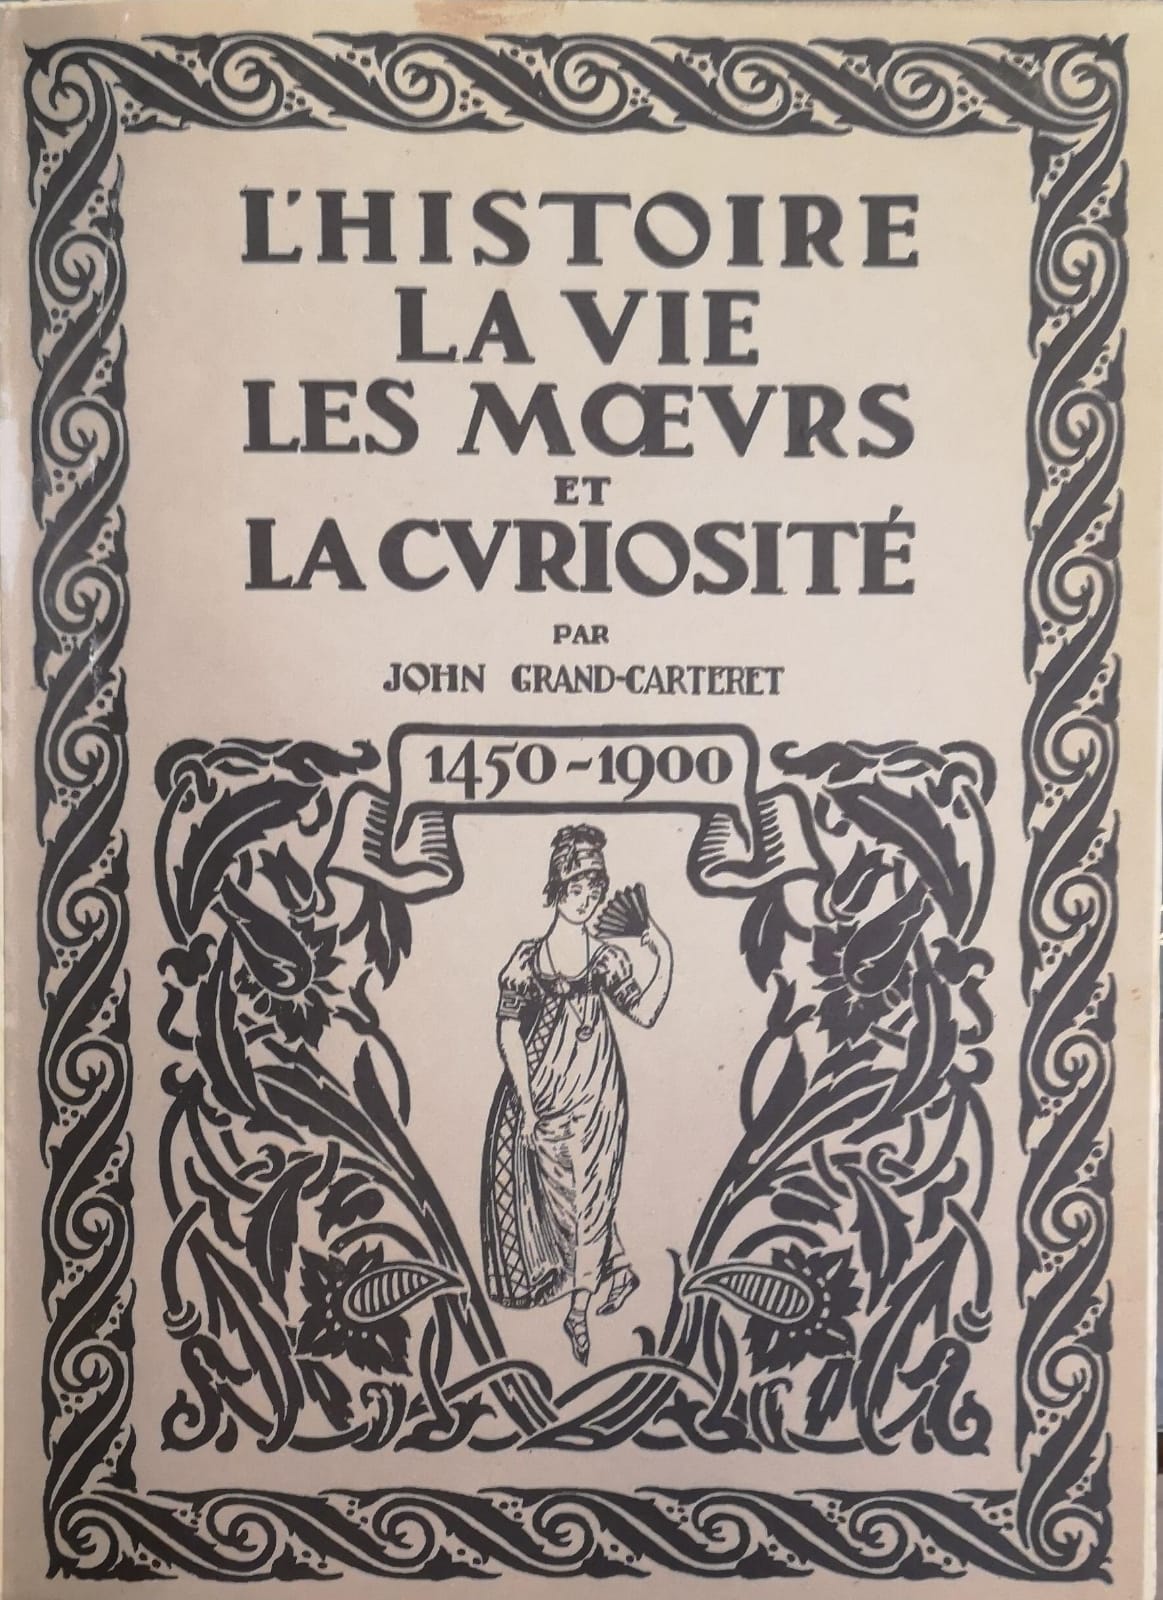 L'HISTOIRE
LA VIE
LES MŒVRS
ET
LA CVRIOSITÉ
PAR
JOHN GRAND-CARTERET
1450-1900